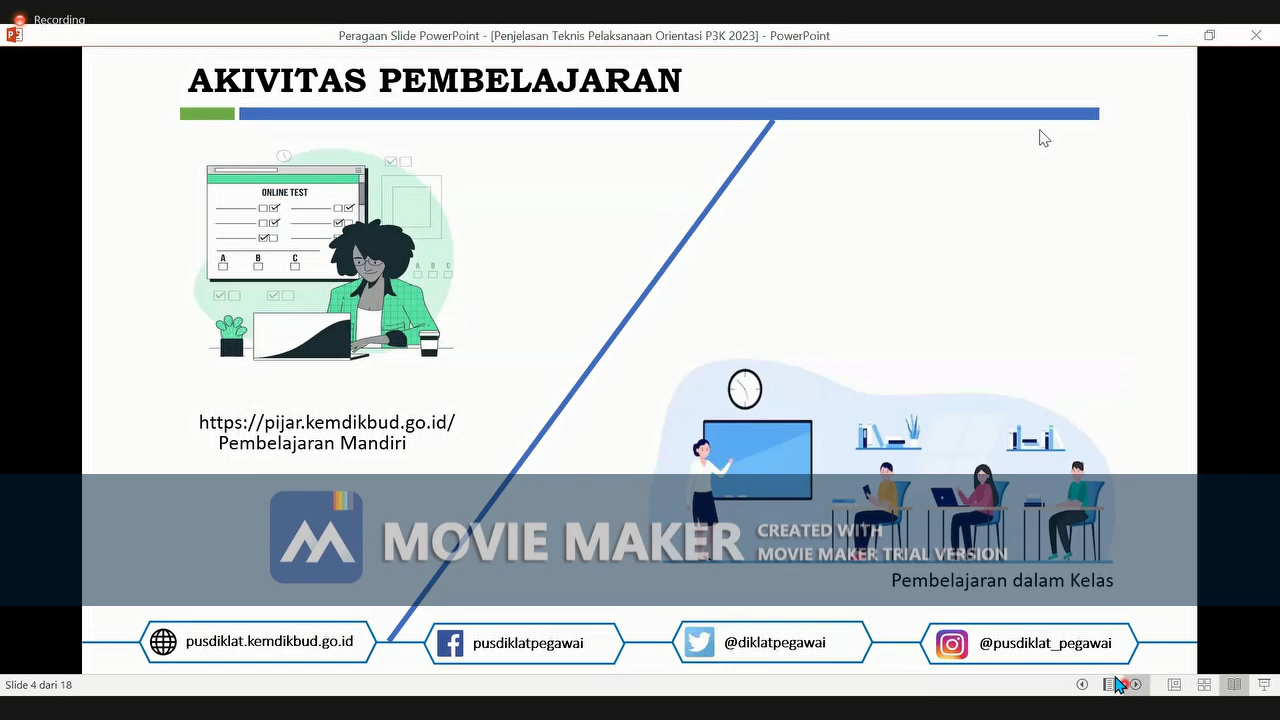 Recording
Peragaan Slide PowerPoint - [Penjelasan Teknis Pelaksanaan Orientasi P3K 2023] - PowerPoint
AKIVITAS PEMBELAJARAN
ONLINE TEST
A B C
A B C
https://pijar.kemdikbud.go.id/
Pembelajaran Mandiri
MOVIE MAKER
CREATED WITH
MOVIE MAKER TRIAL VERSION
Pembelajaran dalam Kelas
pusdiklat.kemdikbud.go.id
pusdiklatpegawai
@diklatpegawai
@pusdiklat_pegawai
Slide 4 dari 18